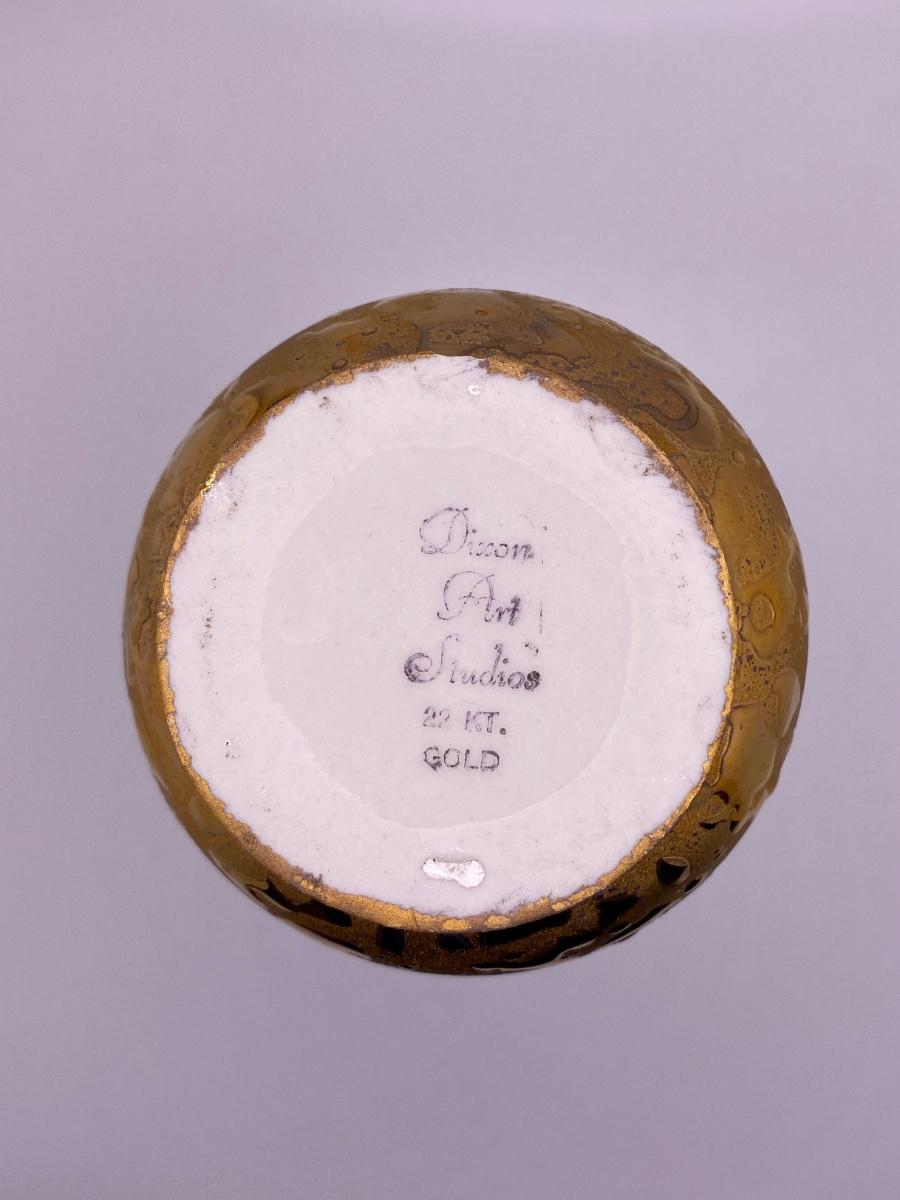 Dixon
Art
Studios
22 KT.
GOLD